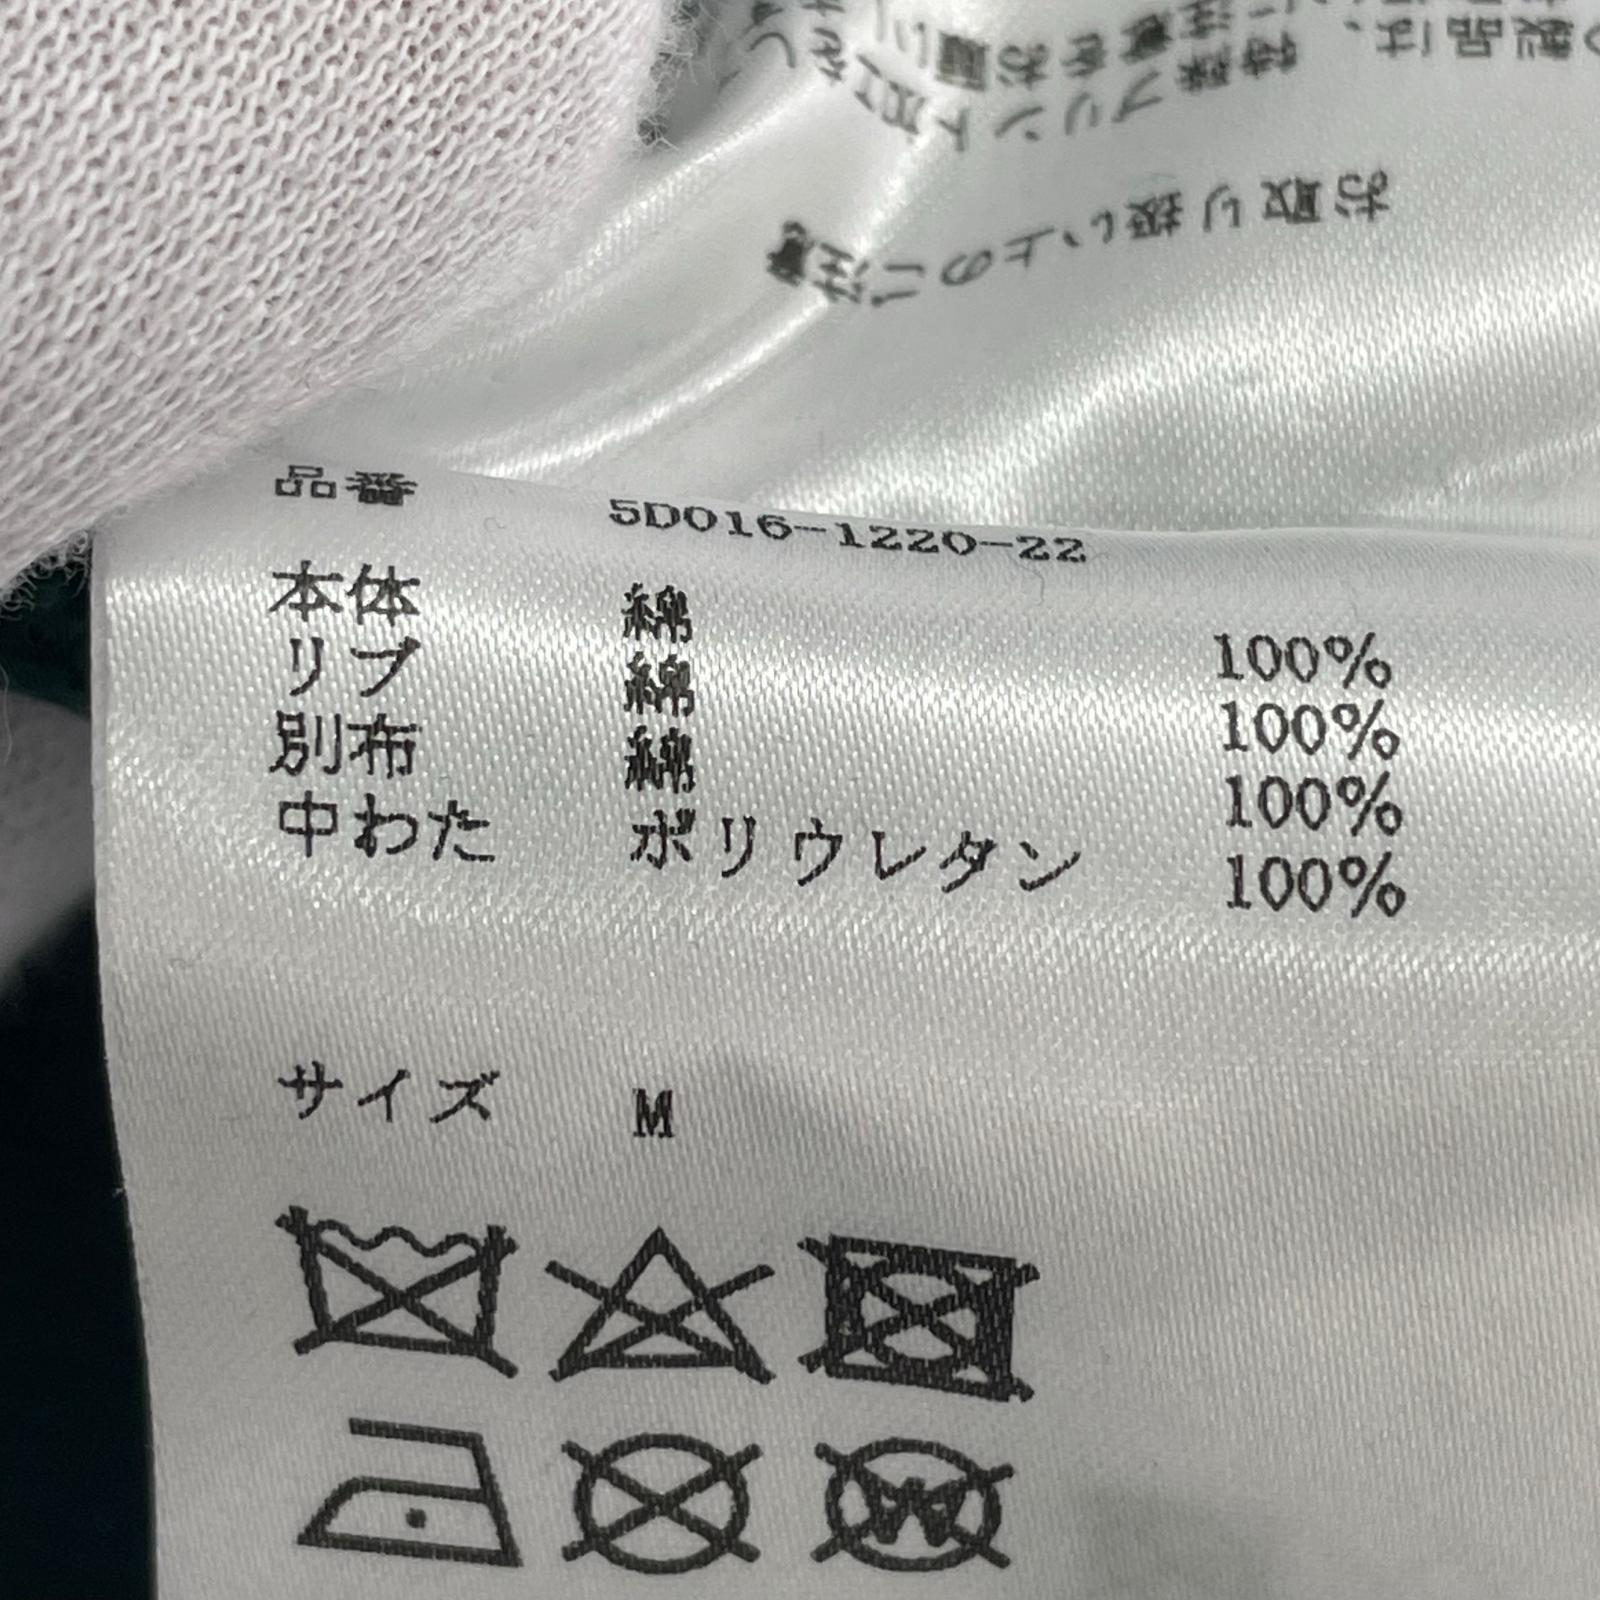 お取り扱い上のご注意
品番 5D016-1220-22
本体 綿 100%
リブ 綿 100%
別布 綿 100%
中わた ポリウレタン 100%
サイズ M
W